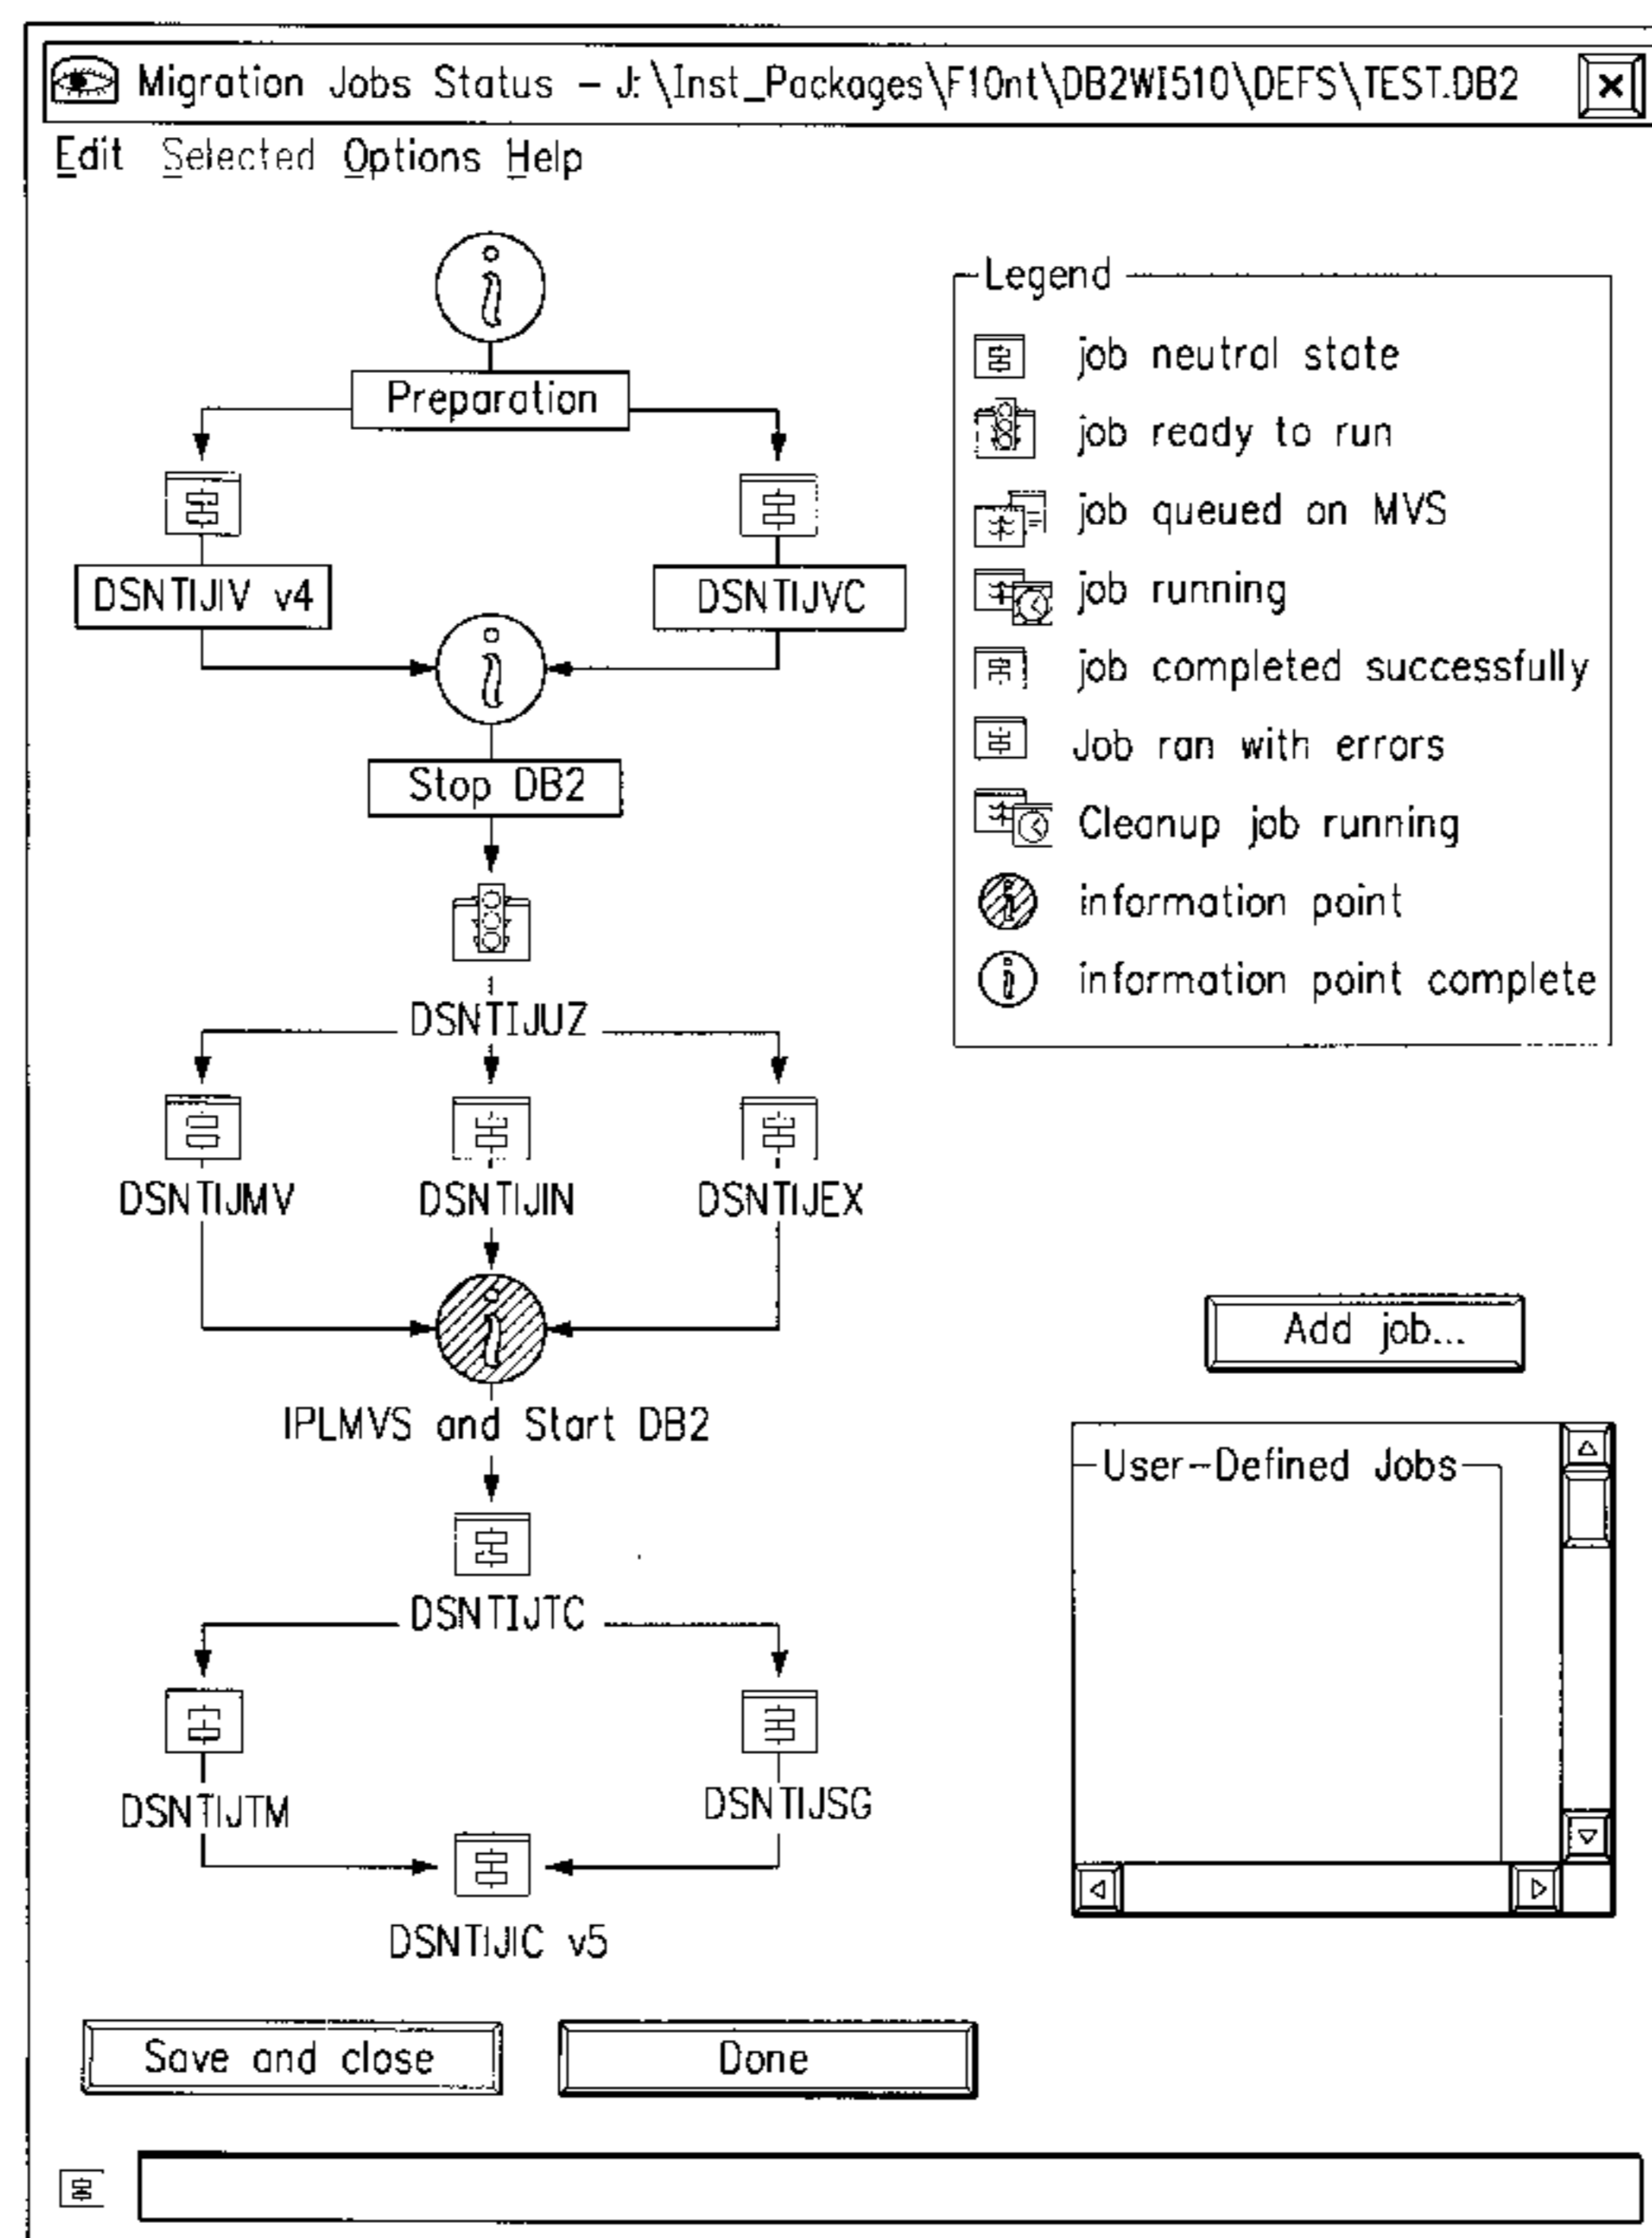 Migration Jobs Status – J:\Inst_Packages\F10nt\DB2WI510\DEFS\TEST.DB2
Edit Selected Options Help
Legend
job neutral state
job ready to run
job queued on MVS
job running
job completed successfully
Job ran with errors
Cleanup job running
information point
information point complete
Preparation
DSNTIJIV v4
DSNTIJVC
Stop DB2
DSNTIJUZ
DSNTIJMV
DSNTIJIN
DSNTIJEX
IPLMVS and Start DB2
DSNTIJTC
DSNTIJTM
DSNTIJSG
DSNTIJIC v5
Add job...
User-Defined Jobs
Save and close
Done